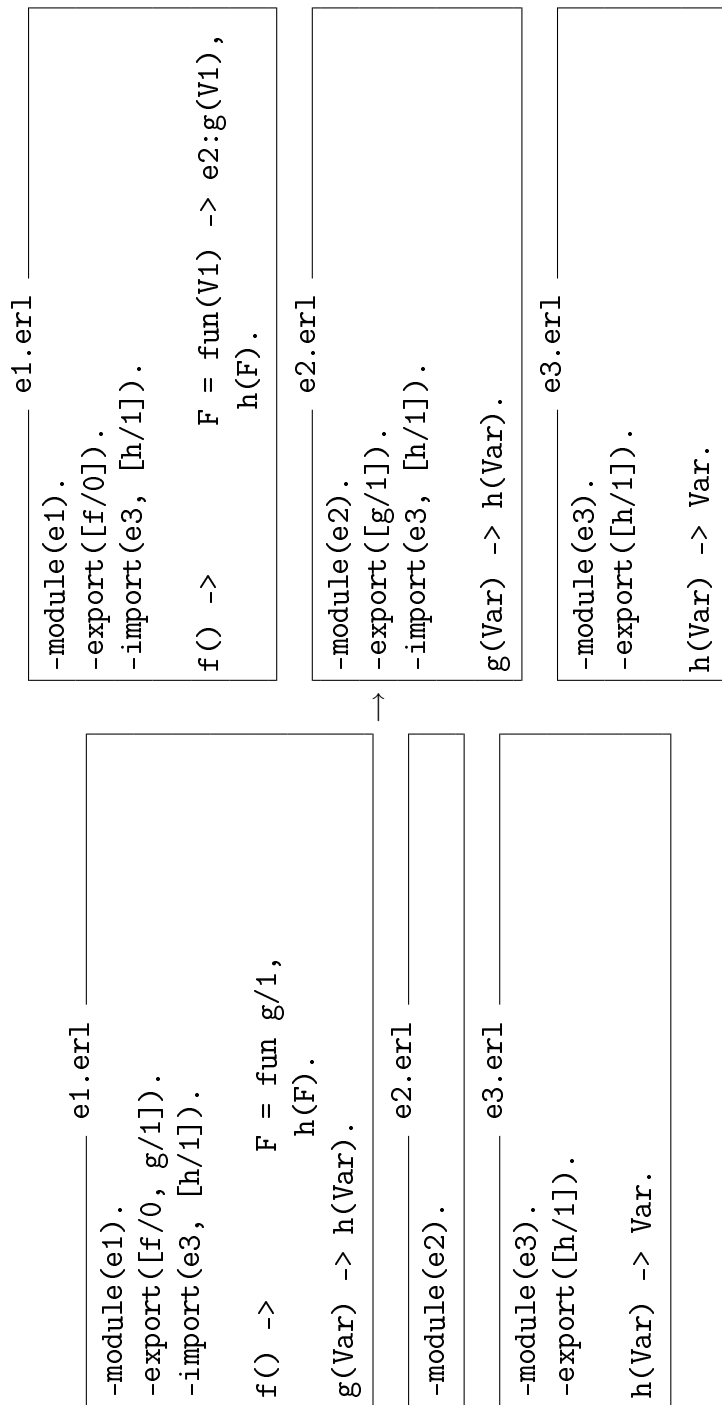 e1.erl
-module(e1).
-export([f/0, g/1]).
-import(e3, [h/1]).
f() -> F = fun g/1,
h(F).
g(Var) -> h(Var).
e2.erl
-module(e2).
e3.erl
-module(e3).
-export([h/1]).
h(Var) -> Var.
→
e1.erl
-module(e1).
-export([f/0]).
-import(e3, [h/1]).
f() -> F = fun(V1) -> e2:g(V1),
h(F).
e2.erl
-module(e2).
-export([g/1]).
-import(e3, [h/1]).
g(Var) -> h(Var).
e3.erl
-module(e3).
-export([h/1]).
h(Var) -> Var.